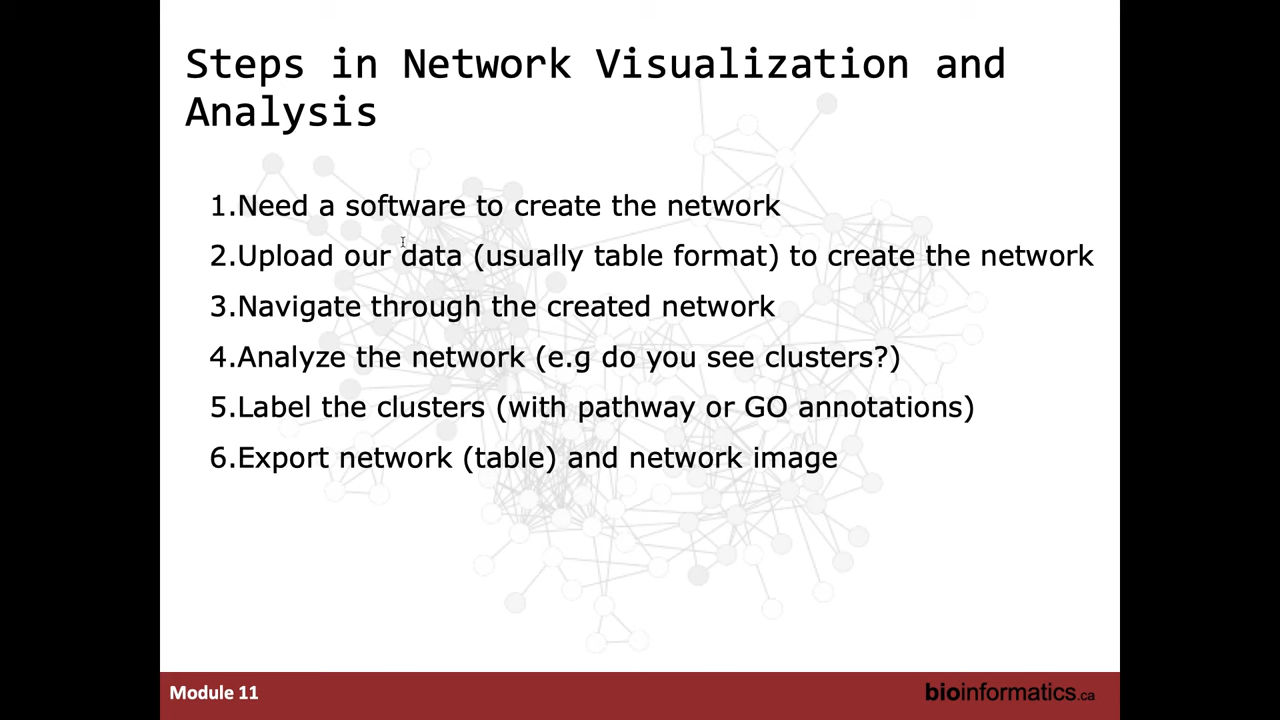 Steps in Network Visualization and
Analysis
1.Need a software to create the network
2.Upload our data (usually table format) to create the network
3.Navigate through the created network
4.Analyze the network (e.g do you see clusters?)
5.Label the clusters (with pathway or GO annotations)
6.Export network (table) and network image
Module 11
bioinformatics.ca